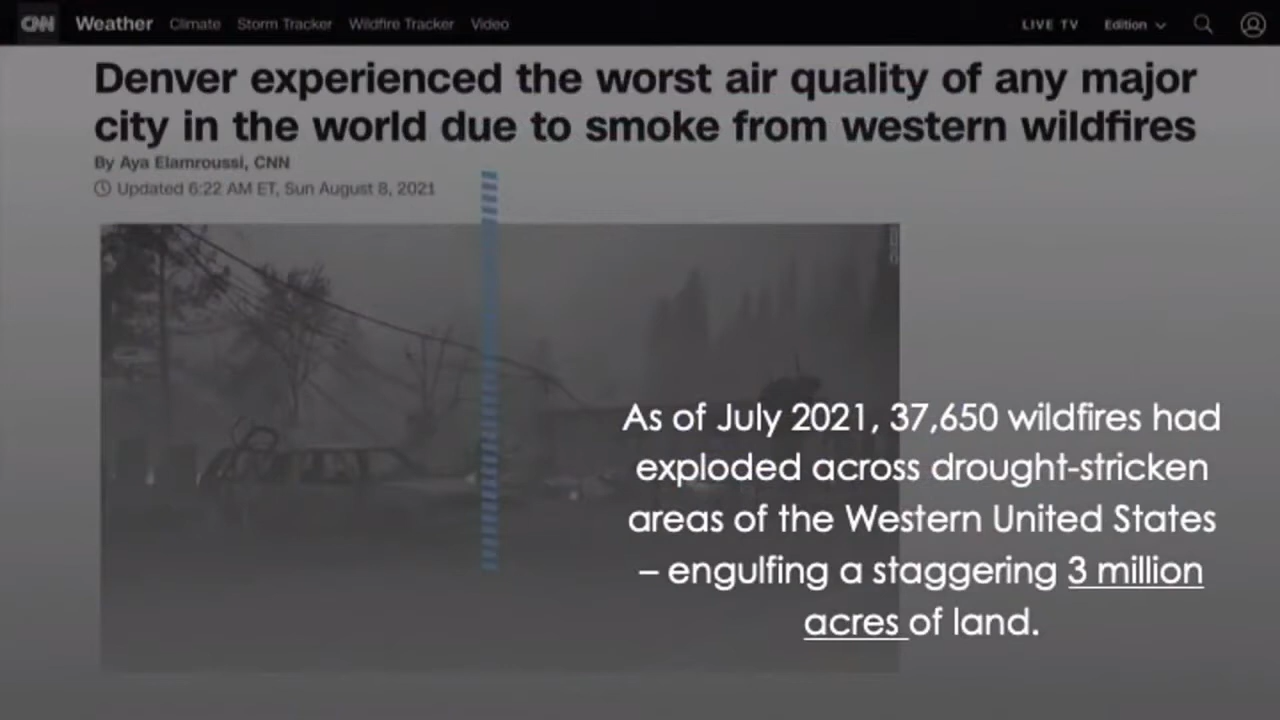 CNN Weather Climate Storm Tracker Wildfire Tracker Video LIVE TV Edition
Denver experienced the worst air quality of any major
city in the world due to smoke from western wildfires
By Aya Elamroussi, CNN
Updated 6:22 AM ET, Sun August 8, 2021
As of July 2021, 37,650 wildfires had
exploded across drought-stricken
areas of the Western United States
– engulfing a staggering 3 million
acres of land.